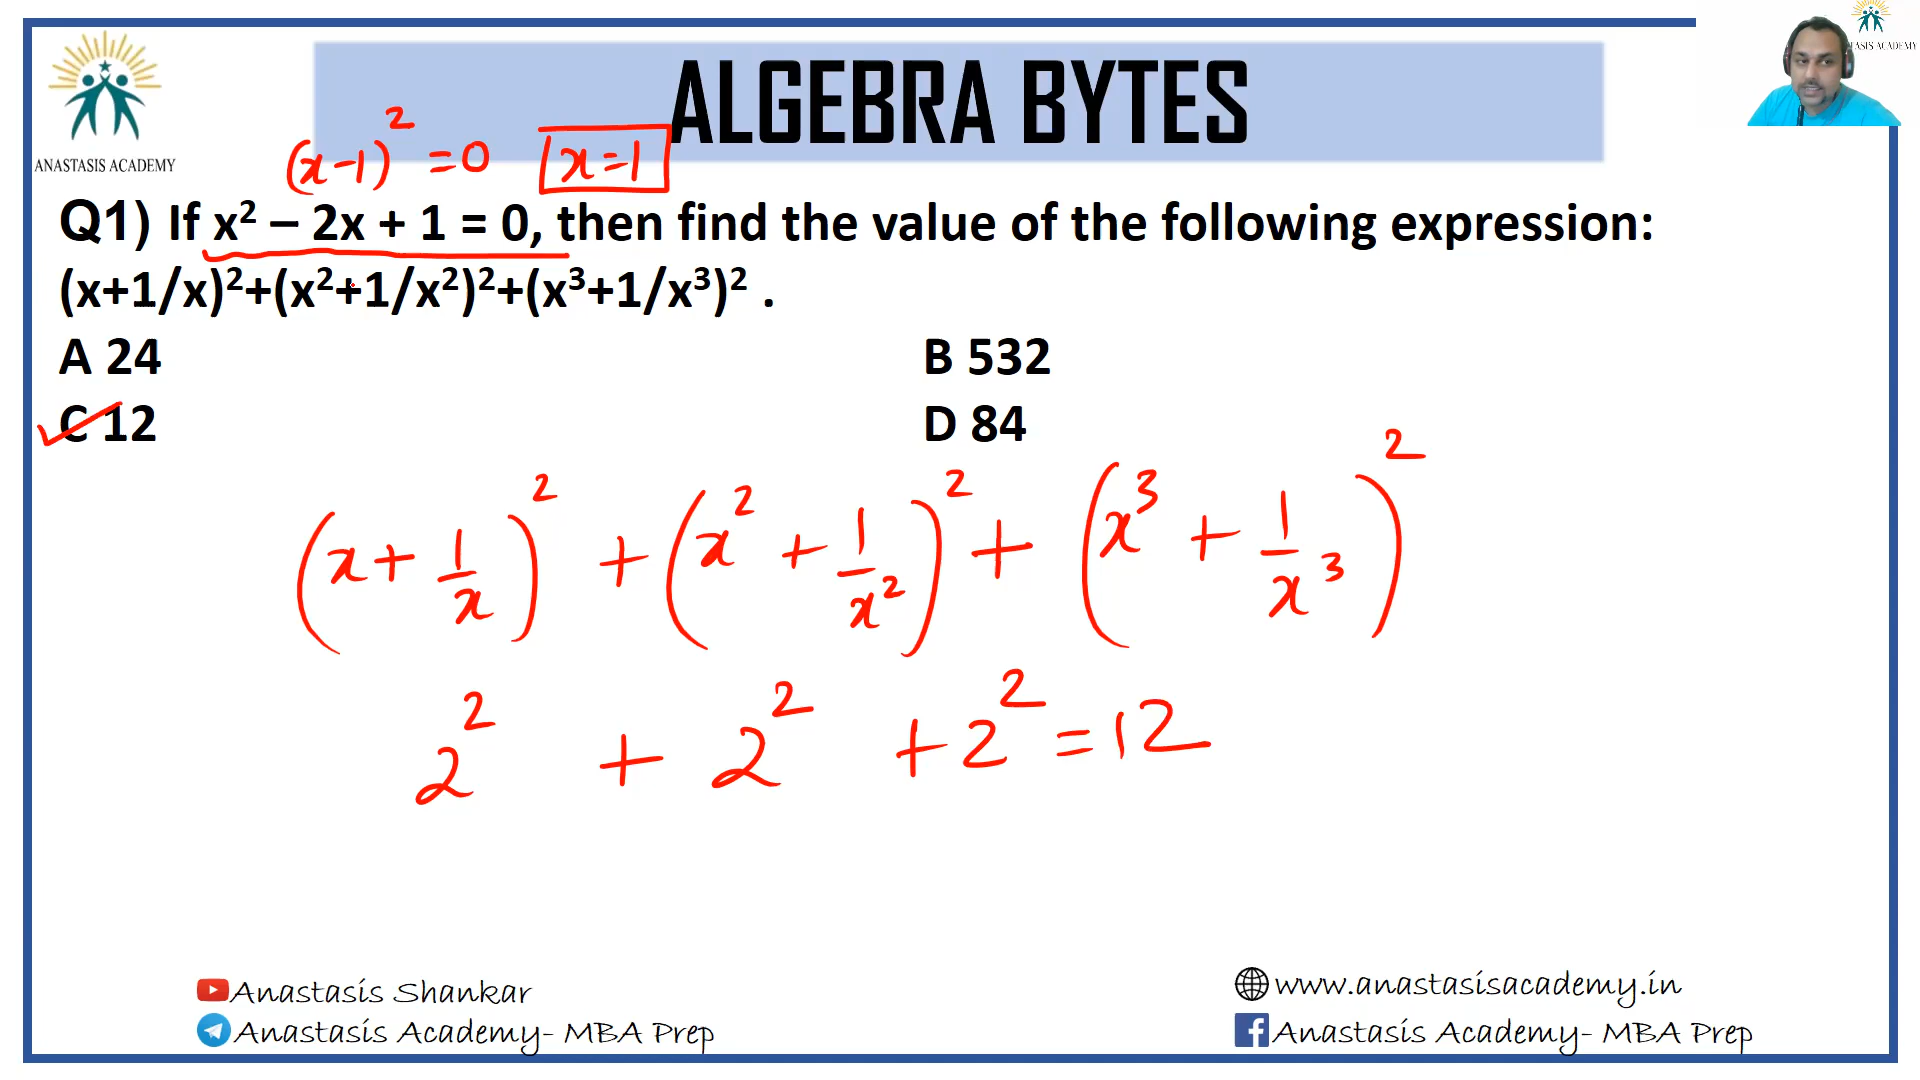 ALGEBRA BYTES
ANASTASIS ACADEMY
TASIS ACADEMY
(x-1)² =0 x=1
Q1) If x² – 2x + 1 = 0, then find the value of the following expression:
(x+1/x)²+(x²+1/x²)²+(x³+1/x³)² .
A 24
B 532
C 12
D 84
(x + 1/x)² + (x² + 1/x²)² + (x³ + 1/x³)²
2² + 2² + 2² = 12
Anastasis Shankar
www.anastasisacademy.in
Anastasis Academy- MBA Prep
Anastasis Academy- MBA Prep